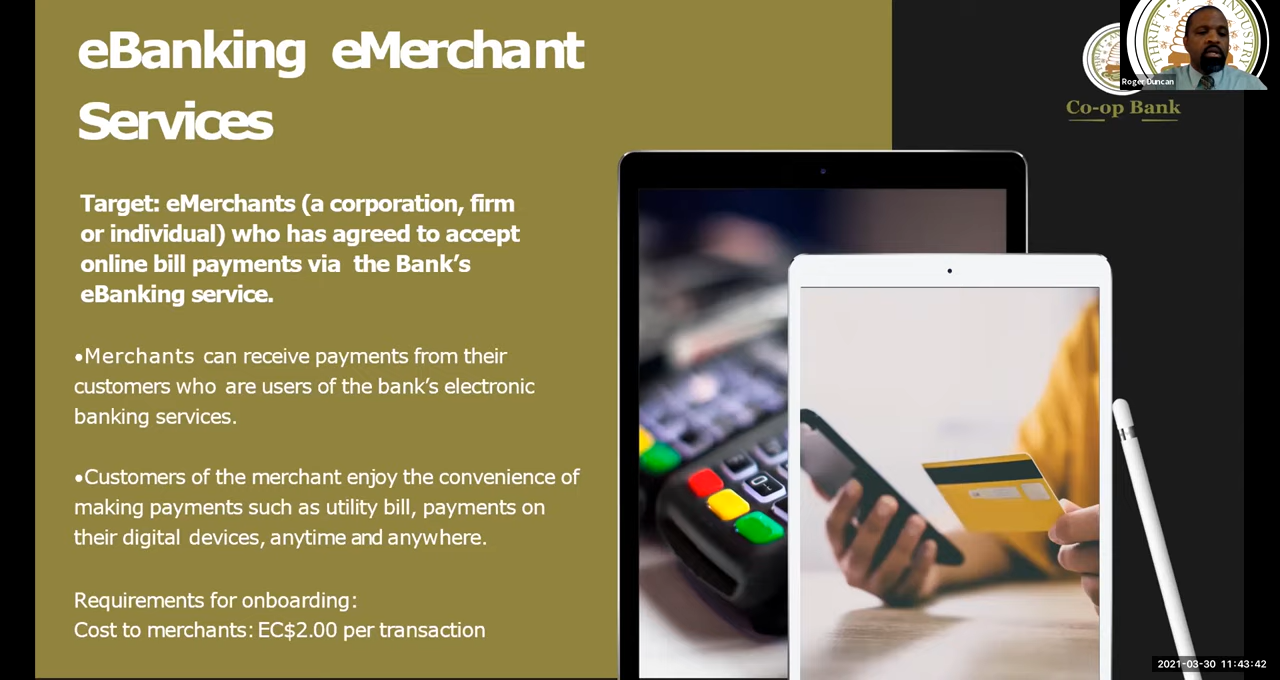 eBanking eMerchant
Services
Target: eMerchants (a corporation, firm
or individual) who has agreed to accept
online bill payments via the Bank's
eBanking service.
•Merchants can receive payments from their
customers who are users of the bank's electronic
banking services.
•Customers of the merchant enjoy the convenience of
making payments such as utility bill, payments on
their digital devices, anytime and anywhere.
Requirements for onboarding:
Cost to merchants: EC$2.00 per transaction
THRIFT INDUSTRY
Roger Duncan
Co-op Bank
2021-03-30 11:43:42